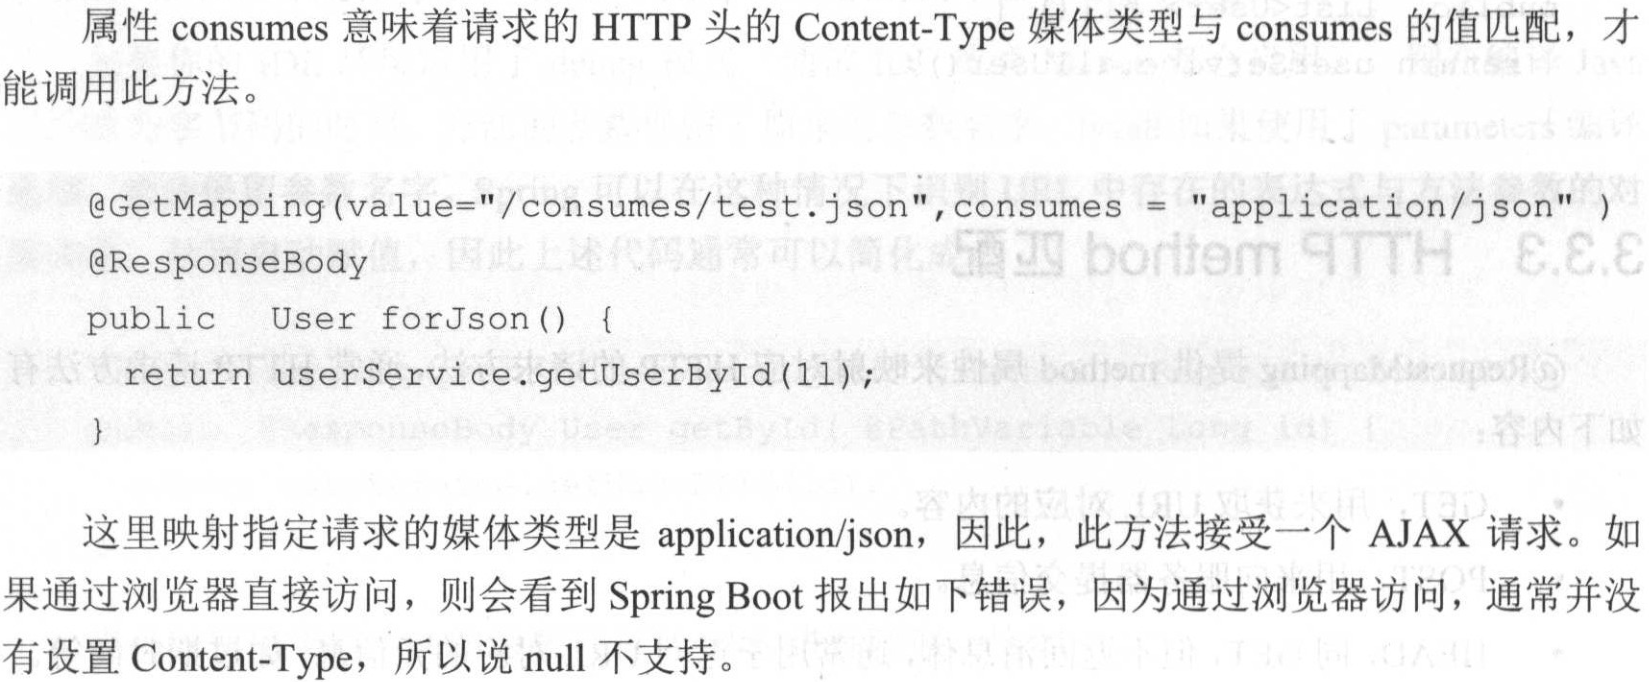 属性 consumes 意味着请求的 HTTP 头的 Content-Type 媒体类型与 consumes 的值匹配，才
能调用此方法。
@GetMapping(value="/consumes/test.json",consumes = "application/json")
@ResponseBody
public User forJson() {
return userService.getUserById(1l);
}
这里映射指定请求的媒体类型是 application/json，因此，此方法接受一个 AJAX 请求。如
果通过浏览器直接访问，则会看到 Spring Boot 报出如下错误，因为通过浏览器访问，通常并没
有设置 Content-Type，所以说 null 不支持。